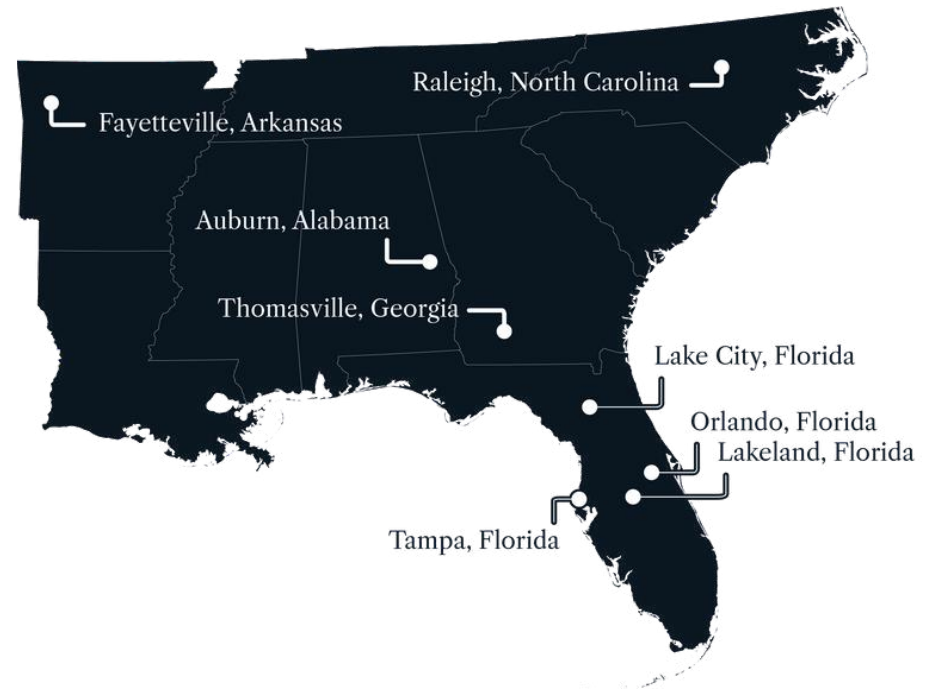 Raleigh, North Carolina
Fayetteville, Arkansas
Auburn, Alabama
Thomasville, Georgia
Lake City, Florida
Orlando, Florida
Lakeland, Florida
Tampa, Florida